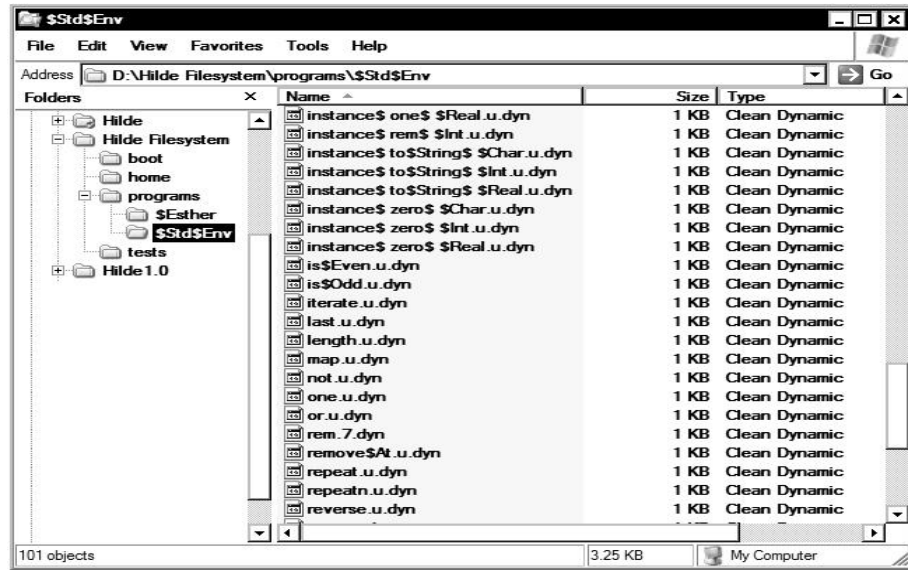 $Std$Env
File Edit View Favorites Tools Help
Address D:\Hilde Filesystem\programs\$Std$Env Go
Folders
Hilde
Hilde Filesystem
boot
home
programs
$Esther
$Std$Env
tests
Hilde1.0
Name Size Type
instance$ one$ $Real.u.dyn 1 KB Clean Dynamic
instance$ rem$ $Int.u.dyn 1 KB Clean Dynamic
instance$ to$String$ $Char.u.dyn 1 KB Clean Dynamic
instance$ to$String$ $Int.u.dyn 1 KB Clean Dynamic
instance$ to$String$ $Real.u.dyn 1 KB Clean Dynamic
instance$ zero$ $Char.u.dyn 1 KB Clean Dynamic
instance$ zero$ $Int.u.dyn 1 KB Clean Dynamic
instance$ zero$ $Real.u.dyn 1 KB Clean Dynamic
is$Even.u.dyn 1 KB Clean Dynamic
is$Odd.u.dyn 1 KB Clean Dynamic
iterate.u.dyn 1 KB Clean Dynamic
last.u.dyn 1 KB Clean Dynamic
length.u.dyn 1 KB Clean Dynamic
map.u.dyn 1 KB Clean Dynamic
not.u.dyn 1 KB Clean Dynamic
one.u.dyn 1 KB Clean Dynamic
or.u.dyn 1 KB Clean Dynamic
rem.7.dyn 1 KB Clean Dynamic
remove$At.u.dyn 1 KB Clean Dynamic
repeat.u.dyn 1 KB Clean Dynamic
repeatn.u.dyn 1 KB Clean Dynamic
reverse.u.dyn 1 KB Clean Dynamic
101 objects 3.25 KB My Computer